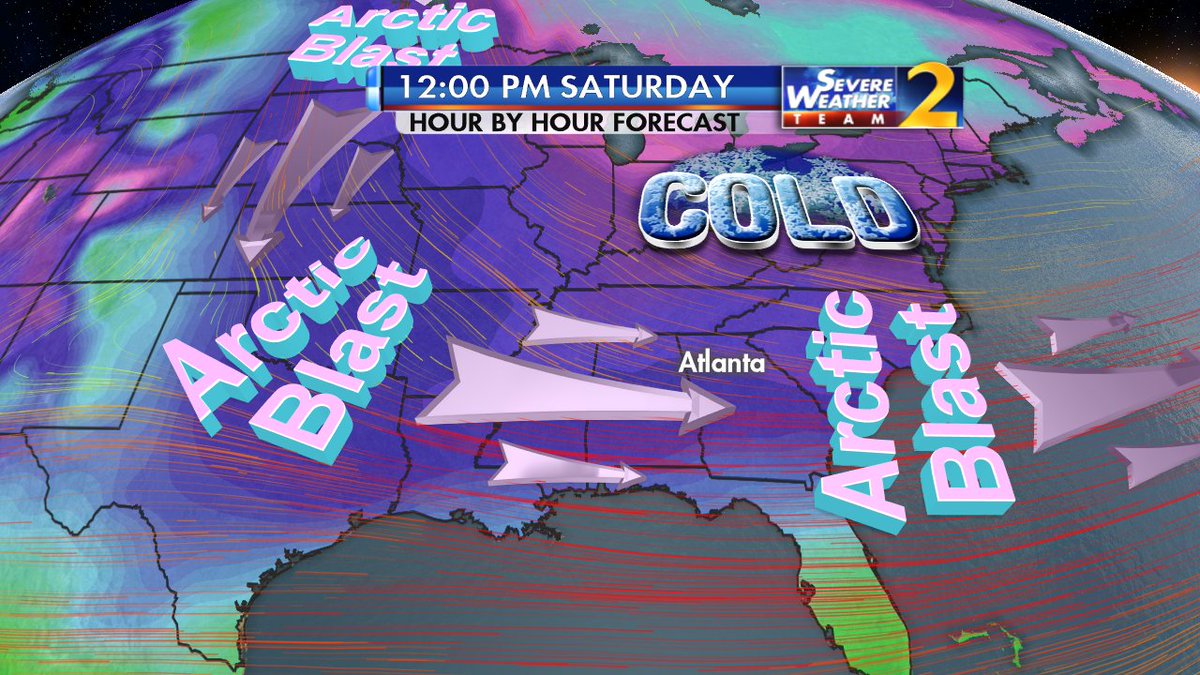 Arctic
Blast
12:00 PM SATURDAY
HOUR BY HOUR FORECAST
SEVERE
WEATHER
TEAM
2
COLD
Arctic
Blast
Atlanta
Arctic
Blast